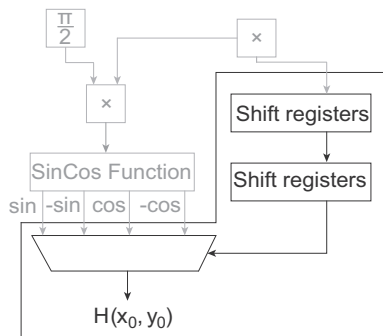 π/2
×
×
Shift registers
SinCos Function
Shift registers
sin -sin cos -cos
H(x₀, y₀)